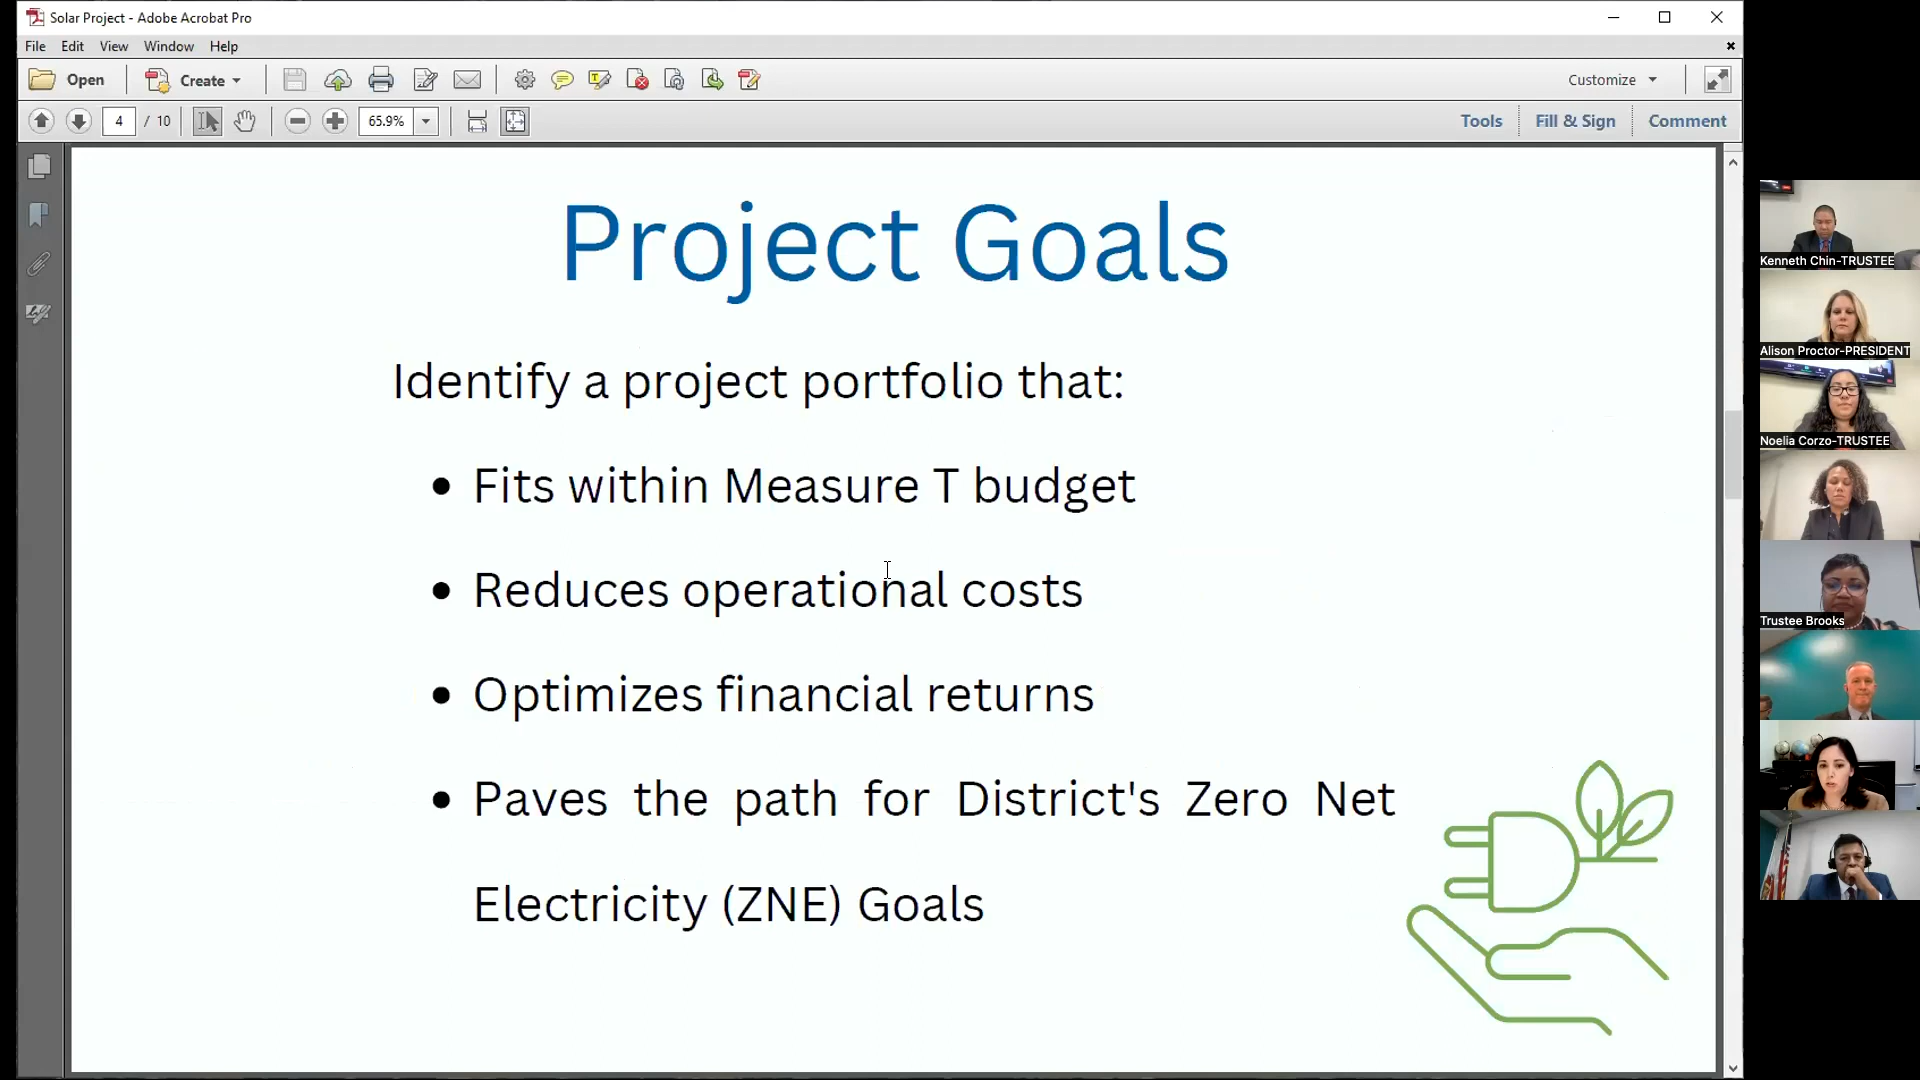 Solar Project - Adobe Acrobat Pro
File Edit View Window Help
Open Create Customize
4 / 10 65.9% Tools Fill & Sign Comment
Project Goals
Identify a project portfolio that:
• Fits within Measure T budget
• Reduces operational costs
• Optimizes financial returns
• Paves the path for District's Zero Net
Electricity (ZNE) Goals
Kenneth Chin-TRUSTEE
Alison Proctor-PRESIDENT
Noelia Corzo-TRUSTEE
Trustee Brooks